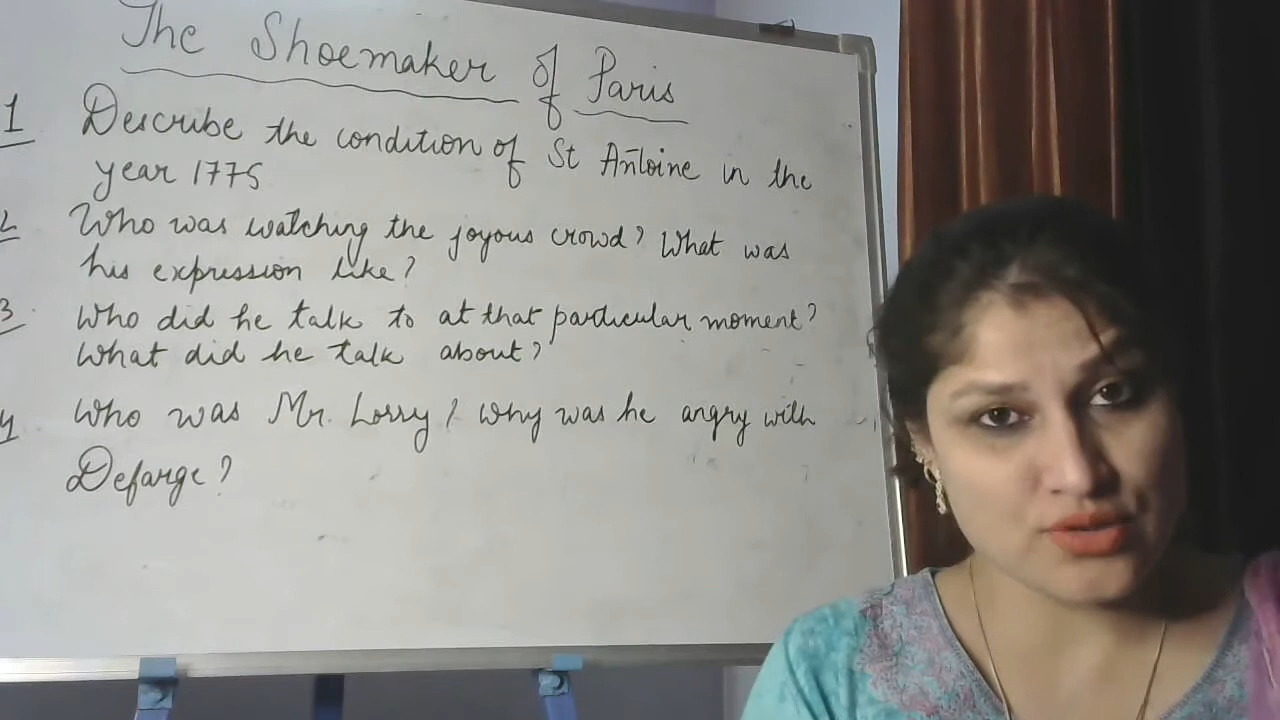 The Shoemaker of Paris
1 Describe the condition of St Antoine in the
year 1775
2 Who was watching the joyous crowd? What was
his expression like?
3 Who did he talk to at that particular moment?
What did he talk about?
4 Who was Mr. Lorry? Why was he angry with
Defarge?